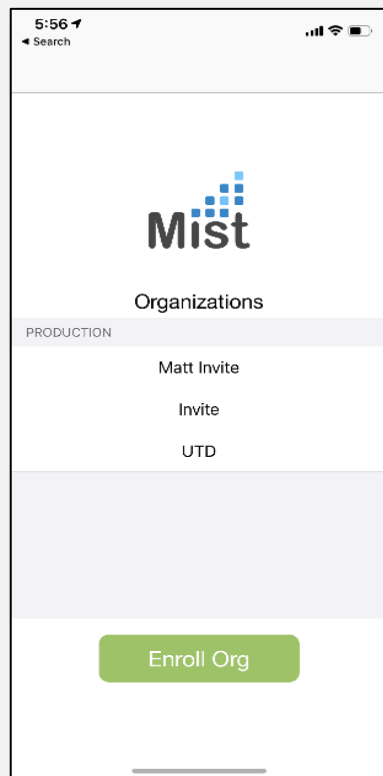 5:56
◀ Search
Mist
Organizations
PRODUCTION
Matt Invite
Invite
UTD
Enroll Org